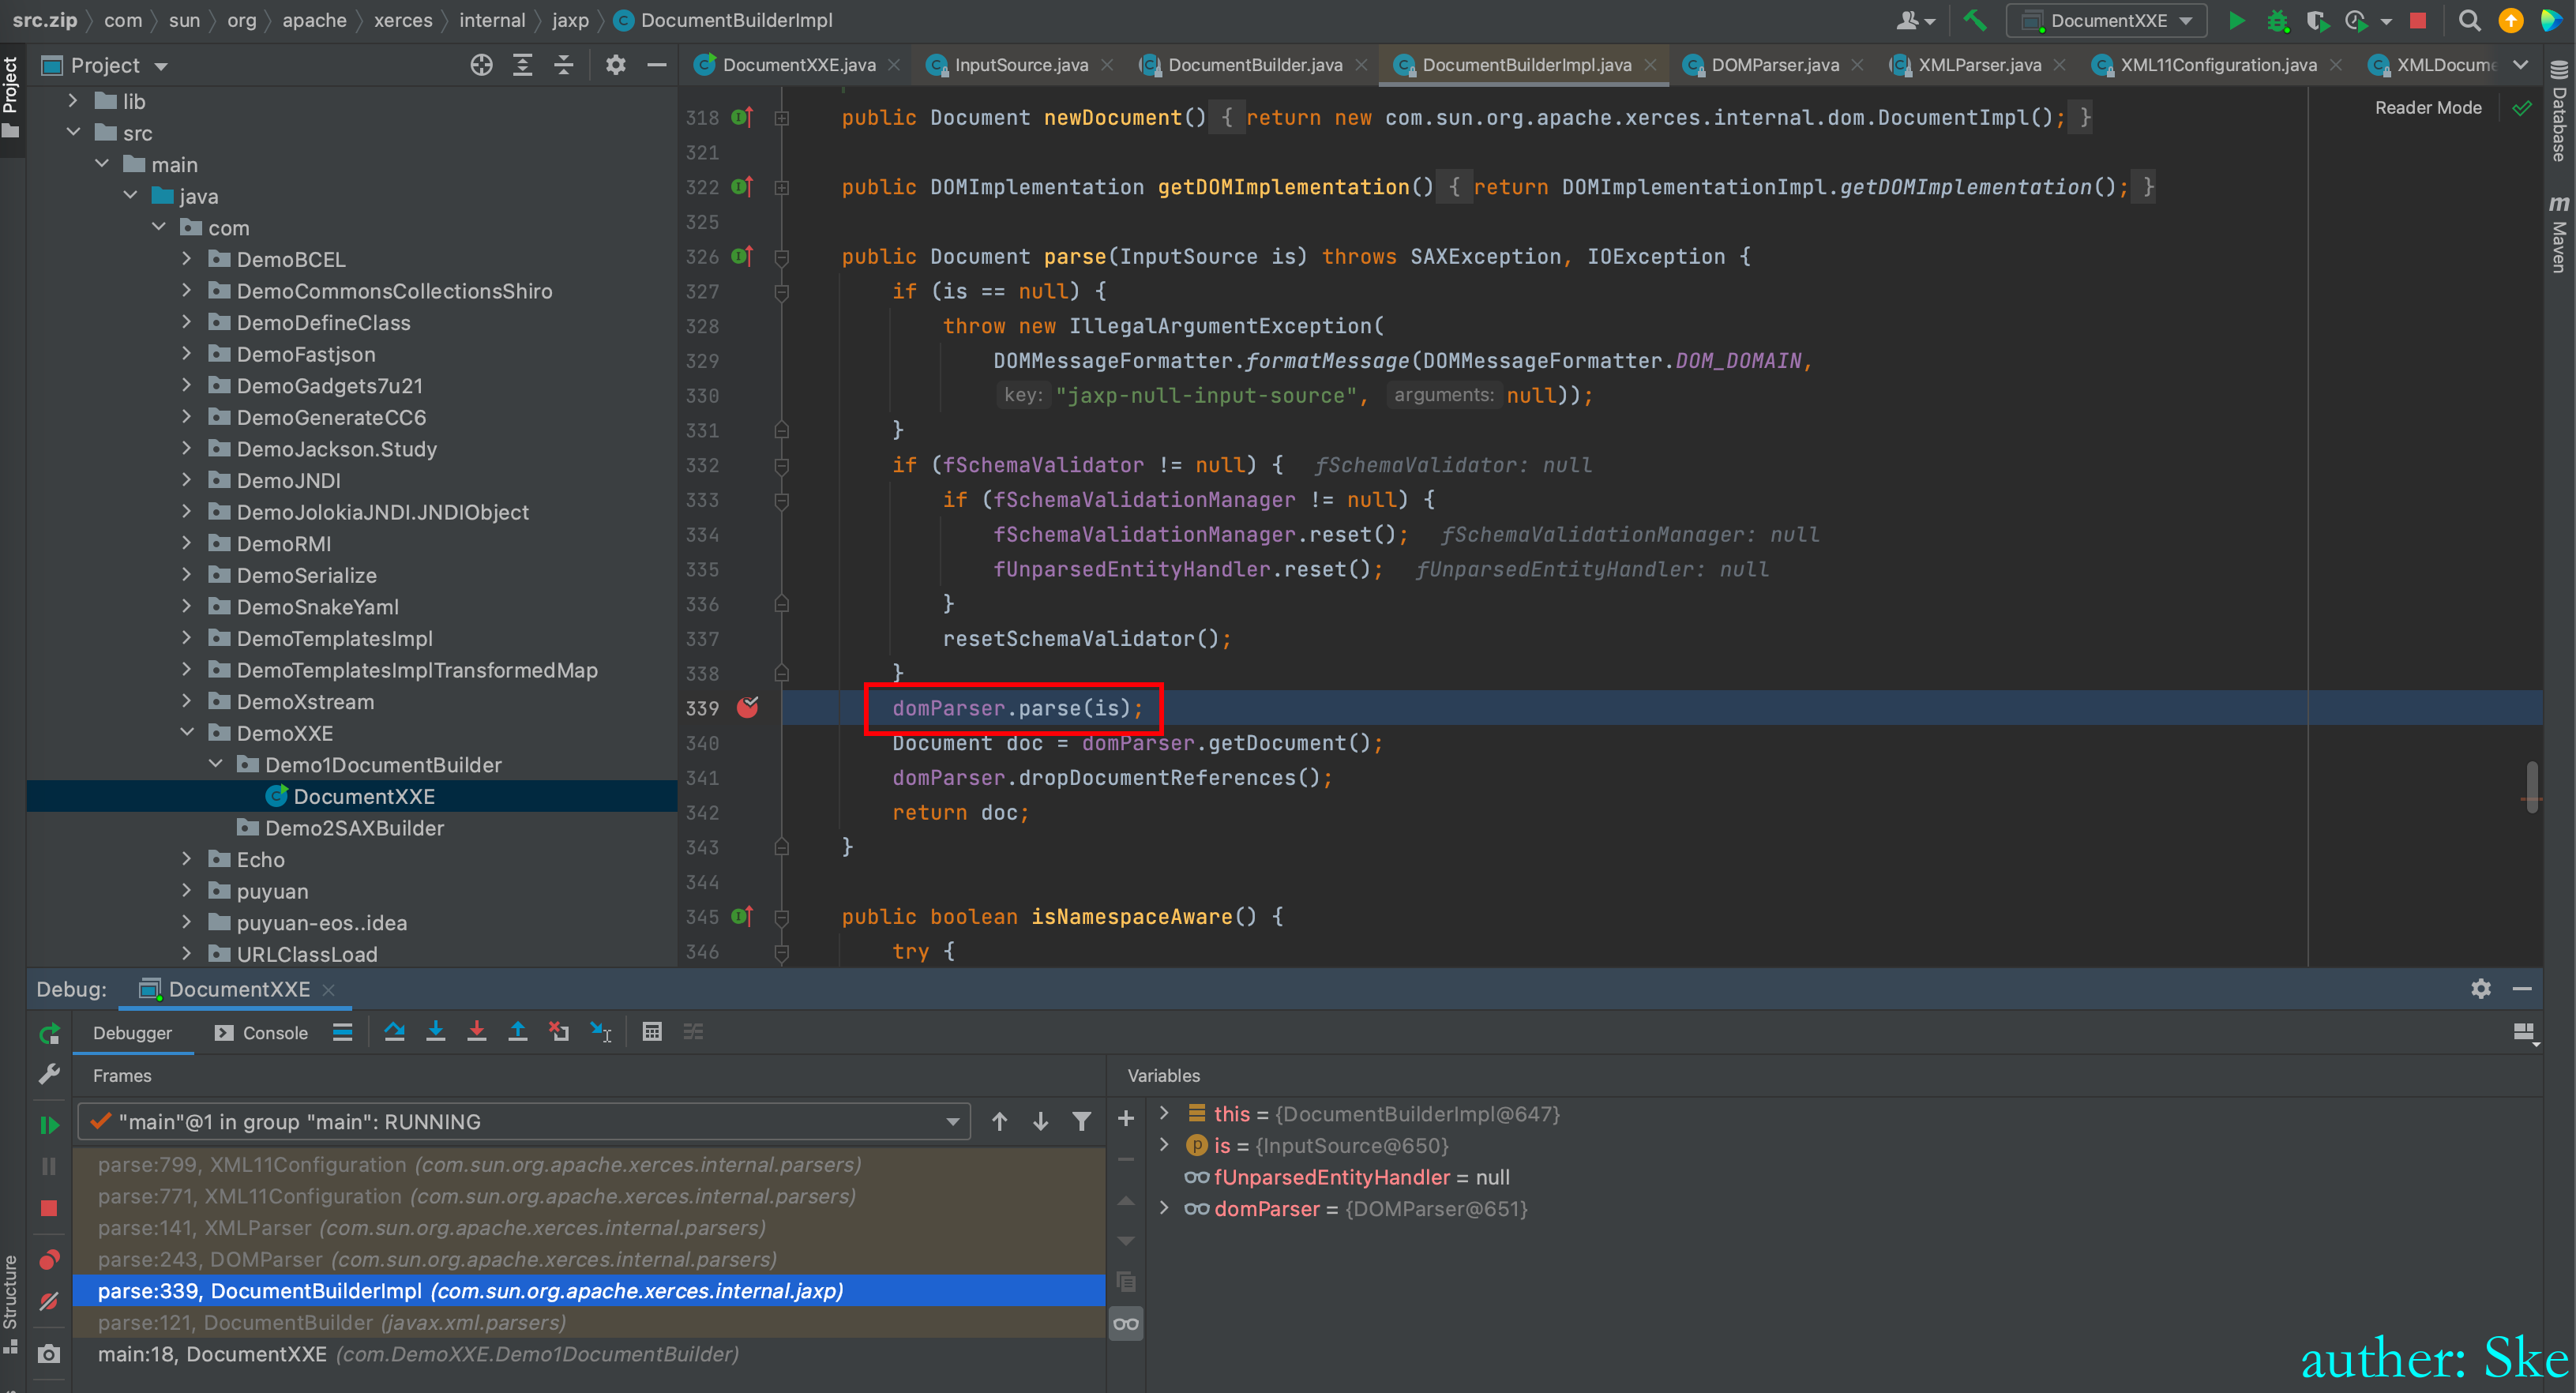 src.zip com sun org apache xerces internal jaxp DocumentBuilderImpl
DocumentXXE
Project
DocumentXXE.java InputSource.java DocumentBuilder.java DocumentBuilderImpl.java DOMParser.java XMLParser.java XML11Configuration.java XMLDocume
Project
lib
src
main
java
com
DemoBCEL
DemoCommonsCollectionsShiro
DemoDefineClass
DemoFastjson
DemoGadgets7u21
DemoGenerateCC6
DemoJackson.Study
DemoJNDI
DemoJolokiaJNDI.JNDIObject
DemoRMI
DemoSerialize
DemoSnakeYaml
DemoTemplatesImpl
DemoTemplatesImplTransformedMap
DemoXstream
DemoXXE
Demo1DocumentBuilder
DocumentXXE
Demo2SAXBuilder
Echo
puyuan
puyuan-eos..idea
URLClassLoad
Reader Mode
318 public Document newDocument() { return new com.sun.org.apache.xerces.internal.dom.DocumentImpl(); }
321
322 public DOMImplementation getDOMImplementation() { return DOMImplementationImpl.getDOMImplementation(); }
325
326 public Document parse(InputSource is) throws SAXException, IOException {
327 if (is == null) {
328 throw new IllegalArgumentException(
329 DOMMessageFormatter.formatMessage(DOMMessageFormatter.DOM_DOMAIN,
330 key: "jaxp-null-input-source", arguments: null));
331 }
332 if (fSchemaValidator != null) { fSchemaValidator: null
333 if (fSchemaValidationManager != null) {
334 fSchemaValidationManager.reset(); fSchemaValidationManager: null
335 fUnparsedEntityHandler.reset(); fUnparsedEntityHandler: null
336 }
337 resetSchemaValidator();
338 }
339 domParser.parse(is);
340 Document doc = domParser.getDocument();
341 domParser.dropDocumentReferences();
342 return doc;
343 }
344
345 public boolean isNamespaceAware() {
346 try {
Database
Maven
Debug: DocumentXXE
Debugger Console
Frames
"main"@1 in group "main": RUNNING
parse:799, XML11Configuration (com.sun.org.apache.xerces.internal.parsers)
parse:771, XML11Configuration (com.sun.org.apache.xerces.internal.parsers)
parse:141, XMLParser (com.sun.org.apache.xerces.internal.parsers)
parse:243, DOMParser (com.sun.org.apache.xerces.internal.parsers)
parse:339, DocumentBuilderImpl (com.sun.org.apache.xerces.internal.jaxp)
parse:121, DocumentBuilder (javax.xml.parsers)
main:18, DocumentXXE (com.DemoXXE.Demo1DocumentBuilder)
Structure
Variables
this = {DocumentBuilderImpl@647}
is = {InputSource@650}
fUnparsedEntityHandler = null
domParser = {DOMParser@651}
auther: Ske